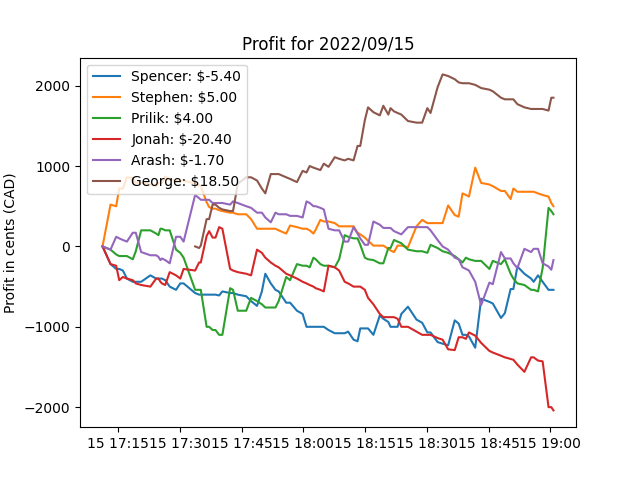 Profit for 2022/09/15
Profit in cents (CAD)
2000
1000
0
−1000
−2000
Spencer: $-5.40
Stephen: $5.00
Prilik: $4.00
Jonah: $-20.40
Arash: $-1.70
George: $18.50
15 17:15 15 17:30 15 17:45 15 18:00 15 18:15 15 18:30 15 18:45 15 19:00